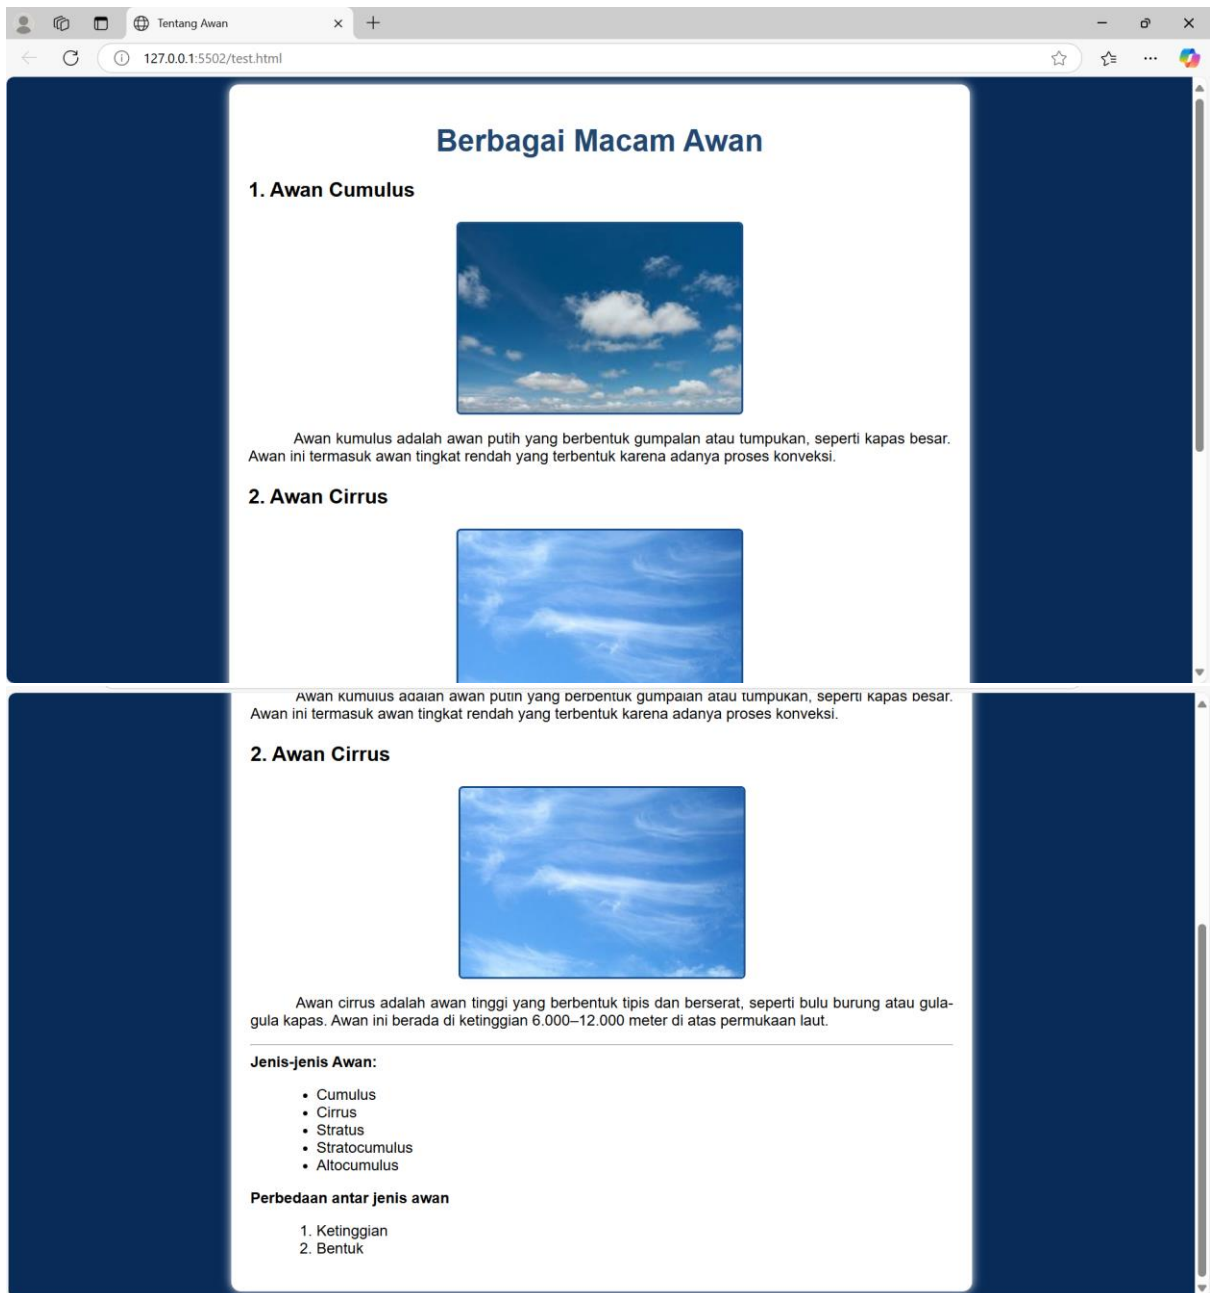 Tentang Awan
127.0.0.1:5502/test.html
Berbagai Macam Awan
1. Awan Cumulus
Awan kumulus adalah awan putih yang berbentuk gumpalan atau tumpukan, seperti kapas besar.
Awan ini termasuk awan tingkat rendah yang terbentuk karena adanya proses konveksi.
2. Awan Cirrus
Awan kumulus adalah awan putih yang berbentuk gumpalan atau tumpukan, seperti kapas besar.
Awan ini termasuk awan tingkat rendah yang terbentuk karena adanya proses konveksi.
2. Awan Cirrus
Awan cirrus adalah awan tinggi yang berbentuk tipis dan berserat, seperti bulu burung atau gula-
gula kapas. Awan ini berada di ketinggian 6.000–12.000 meter di atas permukaan laut.
Jenis-jenis Awan:
• Cumulus
• Cirrus
• Stratus
• Stratocumulus
• Altocumulus
Perbedaan antar jenis awan
1. Ketinggian
2. Bentuk